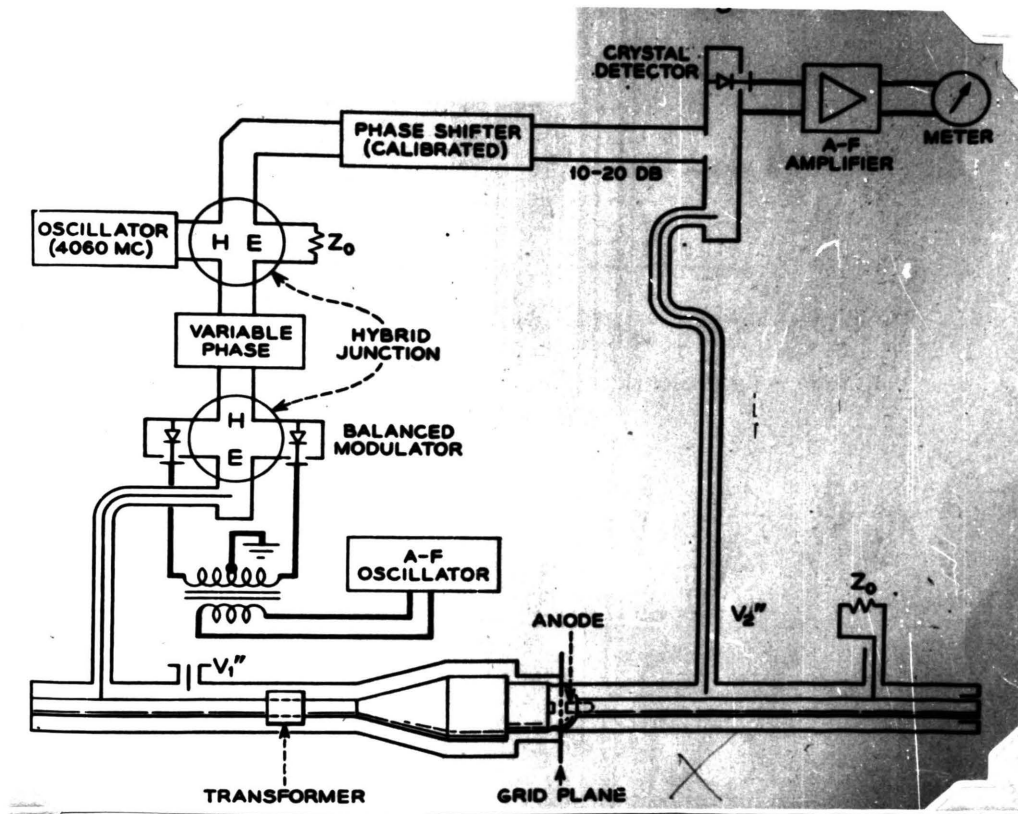 CRYSTAL
DETECTOR
PHASE SHIFTER
(CALIBRATED)
10-20 DB
A-F
AMPLIFIER
METER
OSCILLATOR
(4060 MC)
H E
Z₀
VARIABLE
PHASE
HYBRID
JUNCTION
H
E
BALANCED
MODULATOR
A-F
OSCILLATOR
V₁"
ANODE
V₂"
Z₀
TRANSFORMER
GRID PLANE